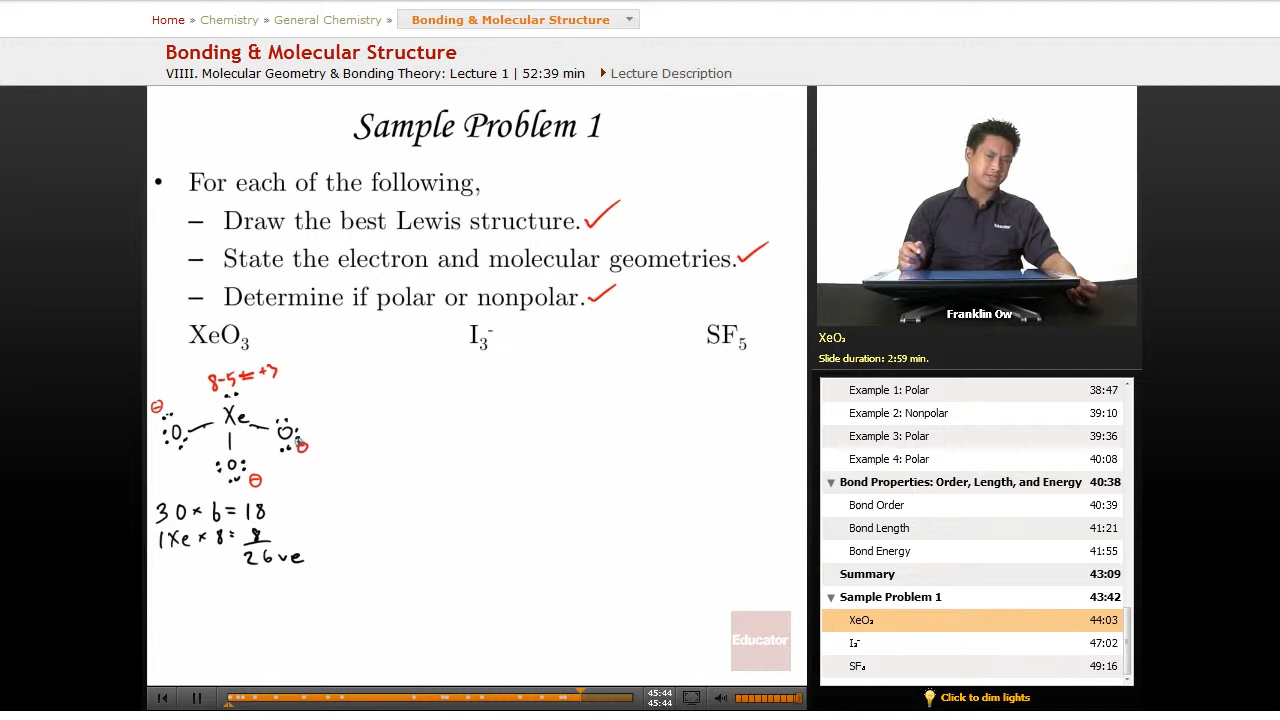 Home » Chemistry » General Chemistry » Bonding & Molecular Structure
Bonding & Molecular Structure
VIIII. Molecular Geometry & Bonding Theory: Lecture 1 | 52:39 min Lecture Description
Sample Problem 1
• For each of the following,
– Draw the best Lewis structure.
– State the electron and molecular geometries.
– Determine if polar or nonpolar.
XeO₃ I₃⁻ SF₅
8-5 = +3
Xe
O O
O
3 O × 6 = 18
1 Xe × 8 = 8
26 ve
Educator
Educator
Franklin Ow
XeO₃
Slide duration: 2:59 min.
Example 1: Polar 38:47
Example 2: Nonpolar 39:10
Example 3: Polar 39:36
Example 4: Polar 40:08
Bond Properties: Order, Length, and Energy 40:38
Bond Order 40:39
Bond Length 41:21
Bond Energy 41:55
Summary 43:09
Sample Problem 1 43:42
XeO₃ 44:03
I₃⁻ 47:02
SF₄ 49:16
45:44
45:44
Click to dim lights